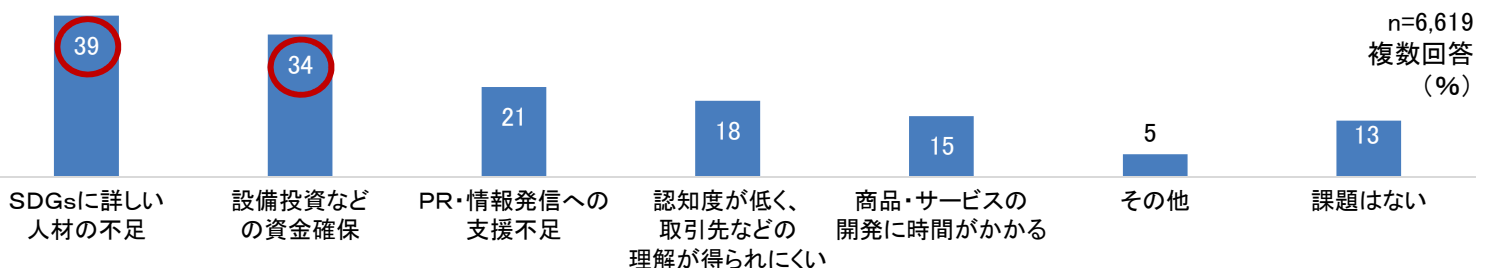 n=6,619
複数回答
（%）
39
34
21
18
15
5
13
SDGsに詳しい
人材の不足
設備投資など
の資金確保
PR・情報発信への
支援不足
認知度が低く、
取引先などの
理解が得られにくい
商品・サービスの
開発に時間がかかる
その他
課題はない